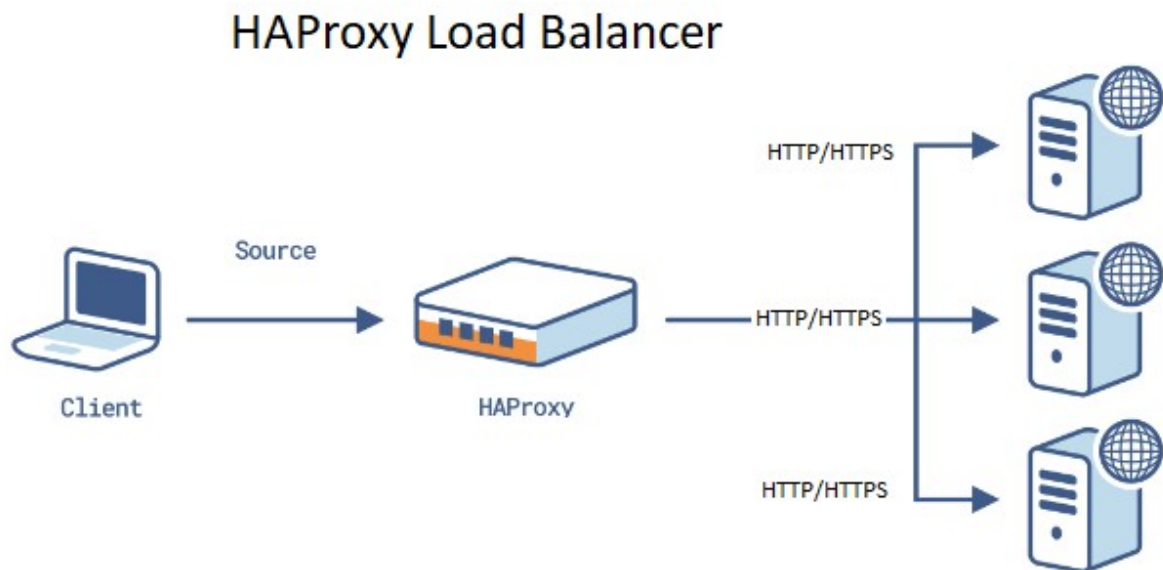 HAProxy Load Balancer
HTTP/HTTPS
Source
HTTP/HTTPS
Client
HAProxy
HTTP/HTTPS